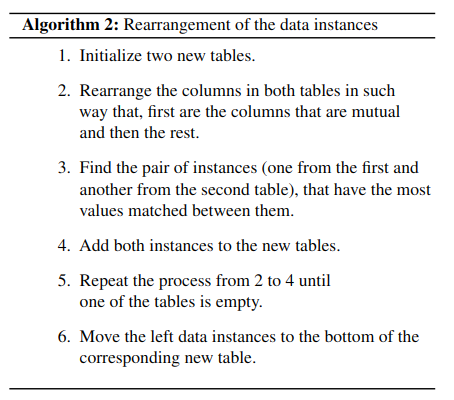 Algorithm 2: Rearrangement of the data instances
1. Initialize two new tables.
2. Rearrange the columns in both tables in such
way that, first are the columns that are mutual
and then the rest.
3. Find the pair of instances (one from the first and
another from the second table), that have the most
values matched between them.
4. Add both instances to the new tables.
5. Repeat the process from 2 to 4 until
one of the tables is empty.
6. Move the left data instances to the bottom of the
corresponding new table.